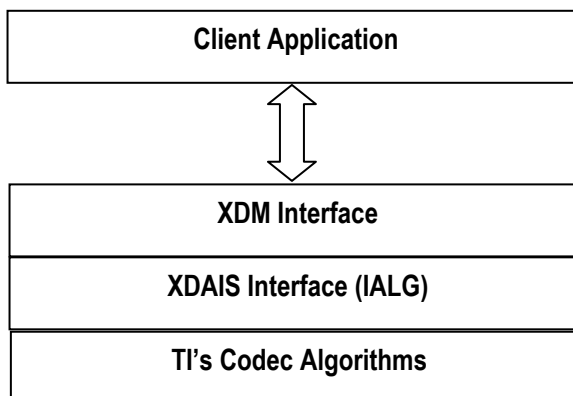 Client Application
XDM Interface
XDAIS Interface (IALG)
TI's Codec Algorithms